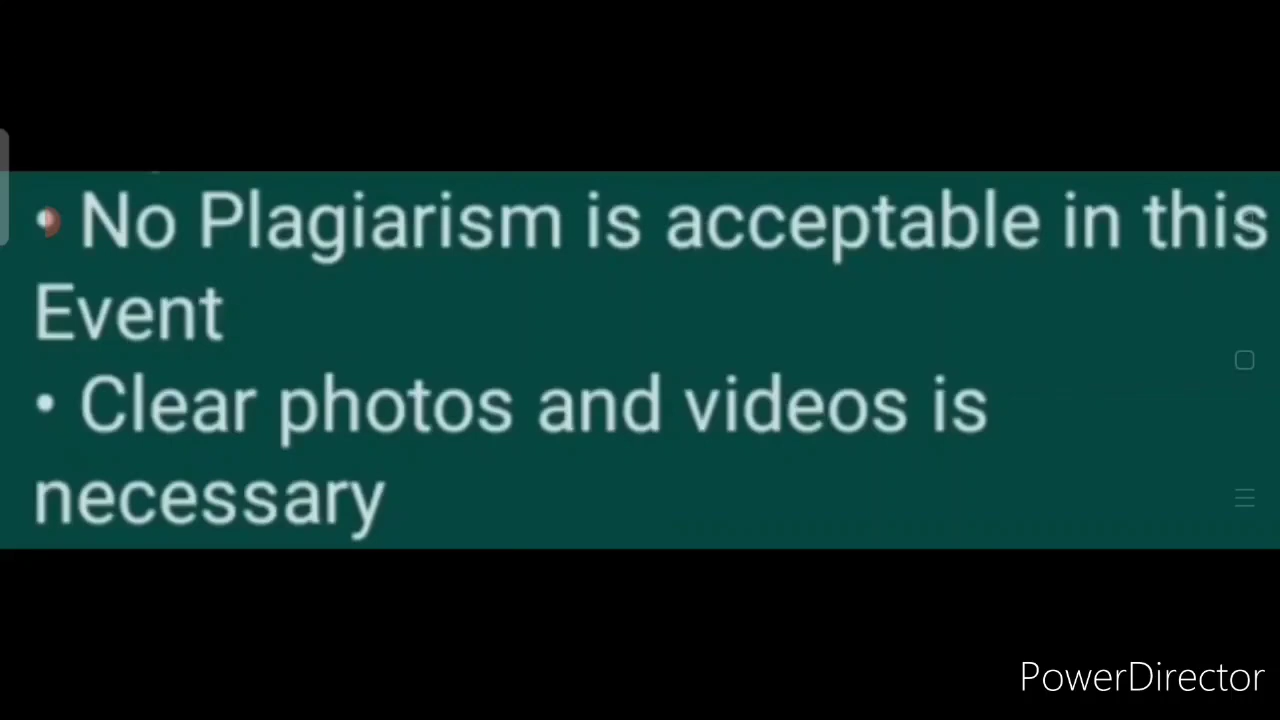 • No Plagiarism is acceptable in this
Event
• Clear photos and videos is
necessary
PowerDirector